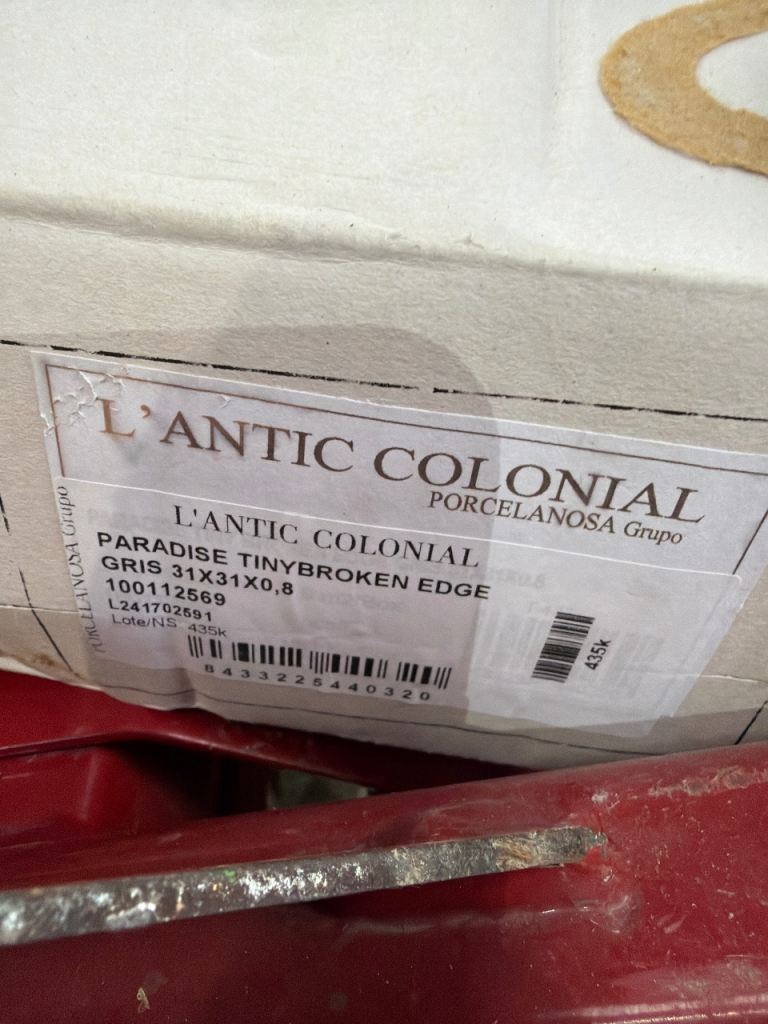 L'ANTIC COLONIAL
PORCELANOSA Grupo
PORCELANOSA Grupo
L'ANTIC COLONIAL
PARADISE TINYBROKEN EDGE
GRIS 31X31X0,8
100112569
L241702591
Lote/NS 435k
8433225440320
435k